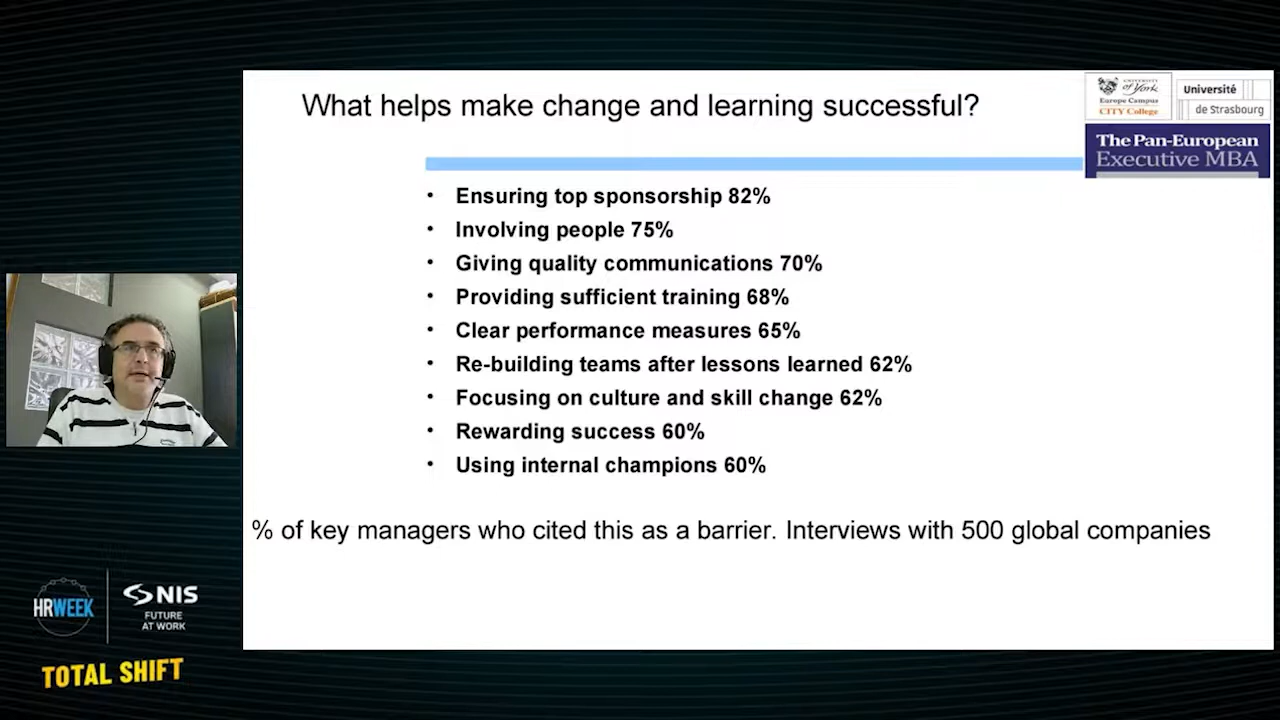 What helps make change and learning successful?
UNIVERSITY
of York
Europe Campus
CITY College
Université
de Strasbourg
The Pan-European
Executive MBA
• Ensuring top sponsorship 82%
• Involving people 75%
• Giving quality communications 70%
• Providing sufficient training 68%
• Clear performance measures 65%
• Re-building teams after lessons learned 62%
• Focusing on culture and skill change 62%
• Rewarding success 60%
• Using internal champions 60%
% of key managers who cited this as a barrier. Interviews with 500 global companies
HRWEEK
NIS
FUTURE
AT WORK
TOTAL SHIFT